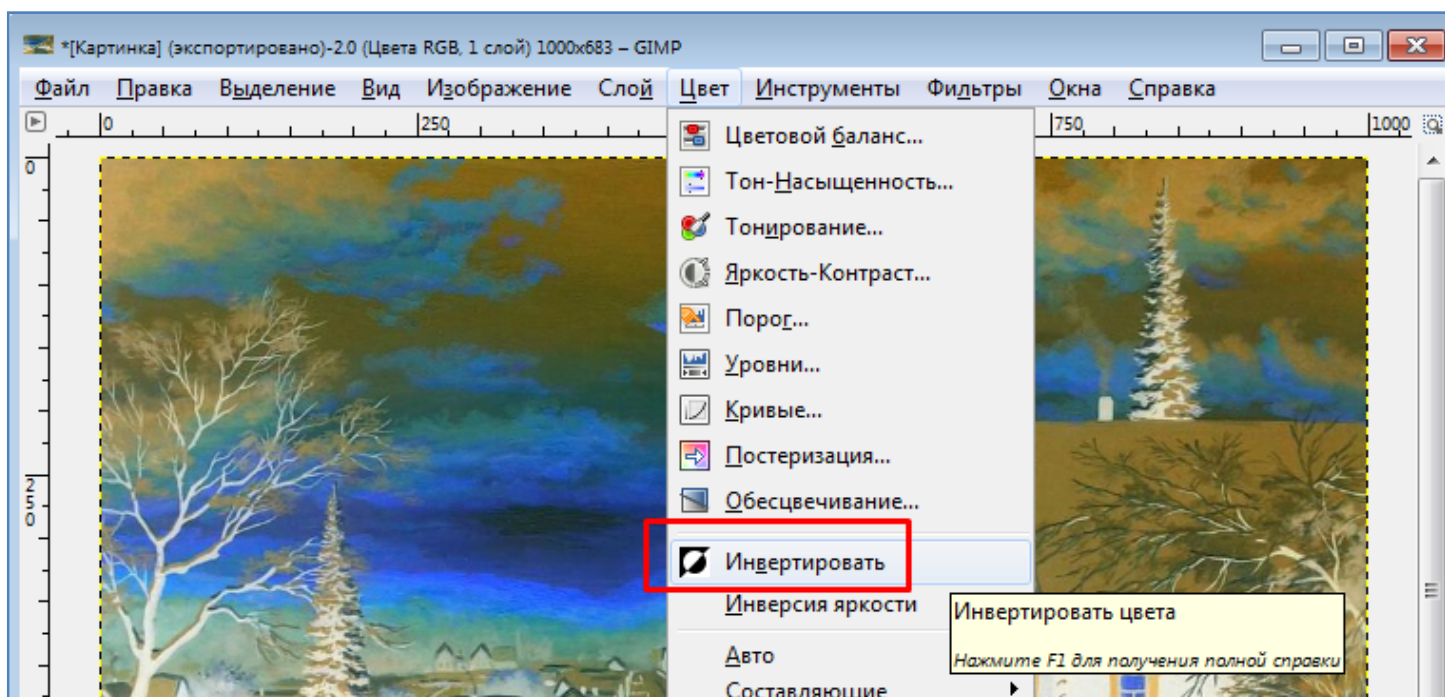 *[Картинка] (экспортировано)-2.0 (Цвета RGB, 1 слой) 1000x683 – GIMP
Файл Правка Выделение Вид Изображение Слой Цвет Инструменты Фильтры Окна Справка
0 250 750 1000
0
Цветовой баланс...
Тон-Насыщенность...
Тонирование...
Яркость-Контраст...
Порог...
Уровни...
Кривые...
Постеризация...
250
Обесцвечивание...
Инвертировать
Инверсия яркости
Инвертировать цвета
Авто
Нажмите F1 для получения полной справки
Составляющие